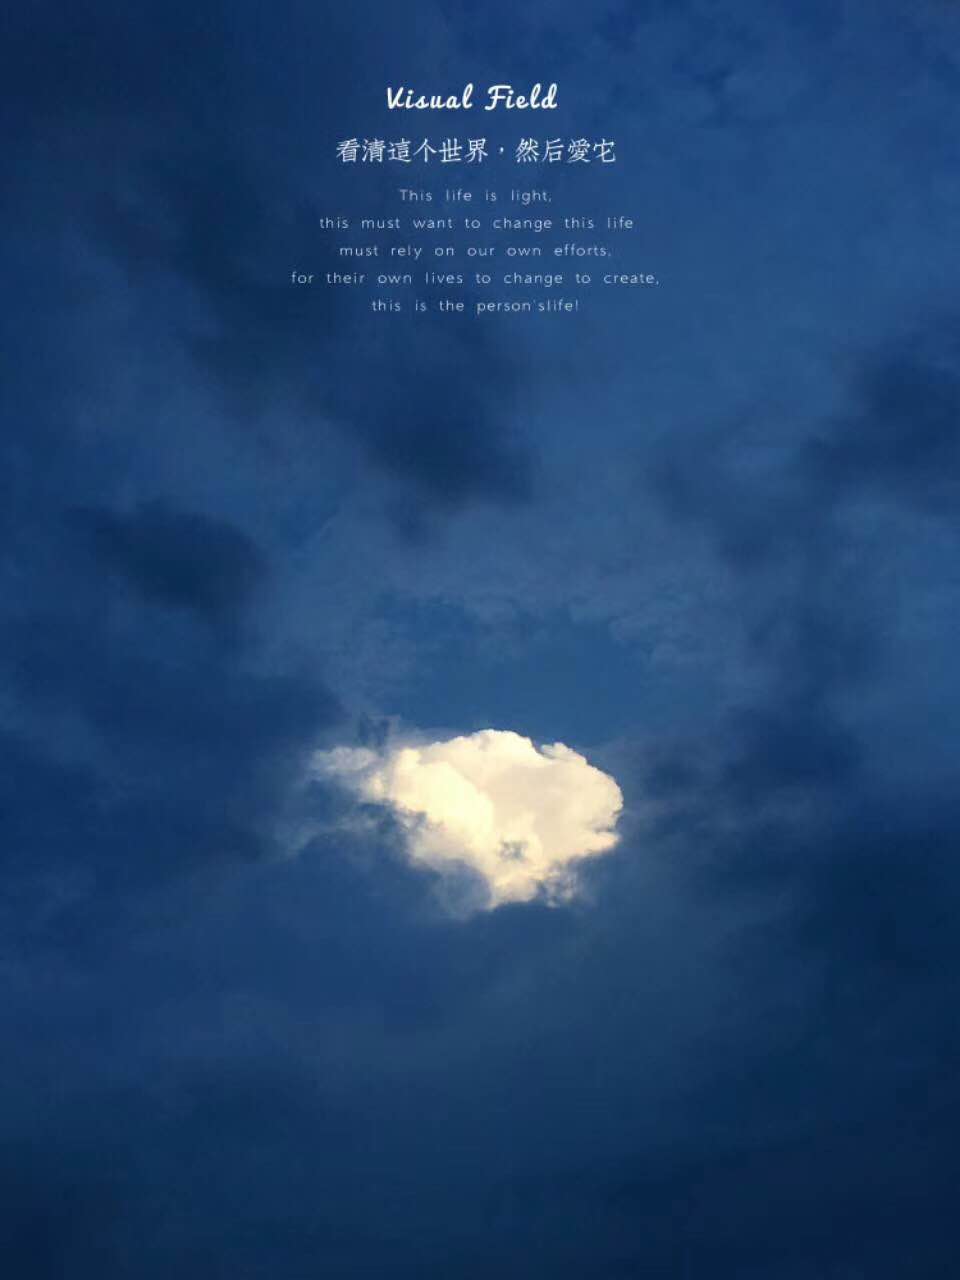 Visual Field
看清這个世界，然后愛它
This life is light,
this must want to change this life
must rely on our own efforts,
for their own lives to change to create,
this is the person'slife!